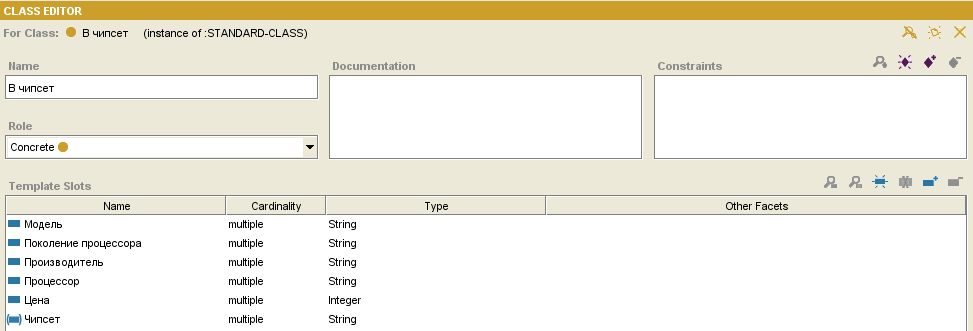 CLASS EDITOR
For Class: В чипсет (instance of :STANDARD-CLASS)
Name Documentation Constraints
В чипсет
Role
Concrete
Template Slots
Name Cardinality Type Other Facets
Модель multiple String
Поколение процессора multiple String
Производитель multiple String
Процессор multiple String
Цена multiple Integer
Чипсет multiple String